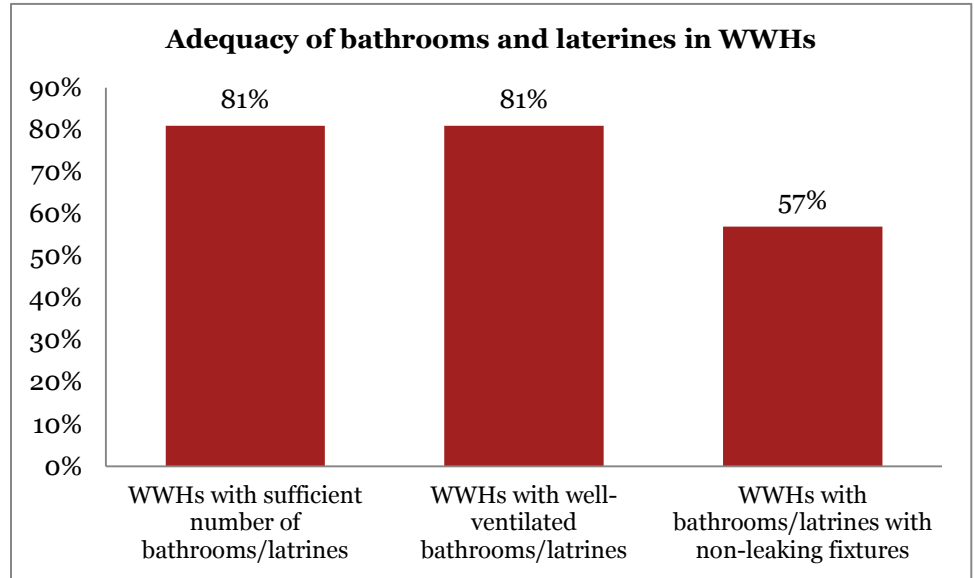 Adequacy of bathrooms and laterines in WWHs
90%
80%
70%
60%
50%
40%
30%
20%
10%
0%
81%
81%
57%
WWHs with sufficient
number of
bathrooms/latrines
WWHs with well-
ventilated
bathrooms/latrines
WWHs with
bathrooms/latrines with
non-leaking fixtures